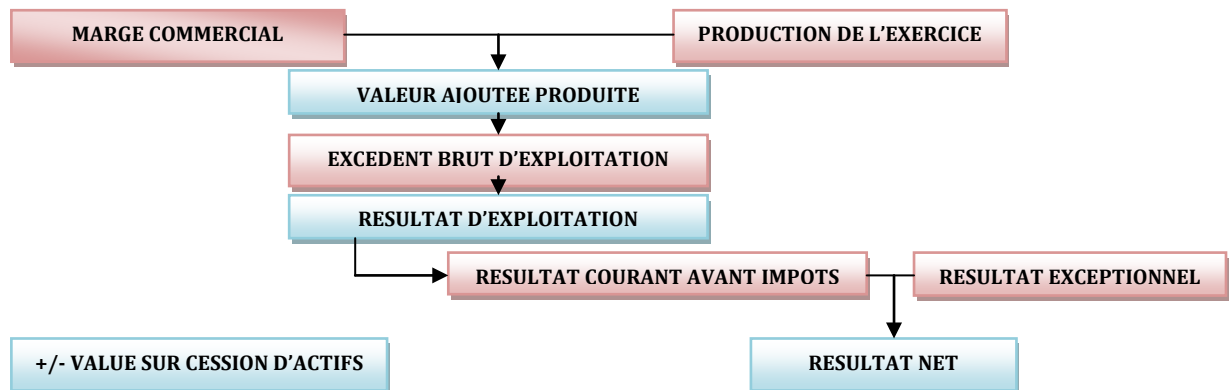 MARGE COMMERCIAL
PRODUCTION DE L’EXERCICE
VALEUR AJOUTEE PRODUITE
EXCEDENT BRUT D’EXPLOITATION
RESULTAT D’EXPLOITATION
RESULTAT COURANT AVANT IMPOTS
RESULTAT EXCEPTIONNEL
+/- VALUE SUR CESSION D’ACTIFS
RESULTAT NET